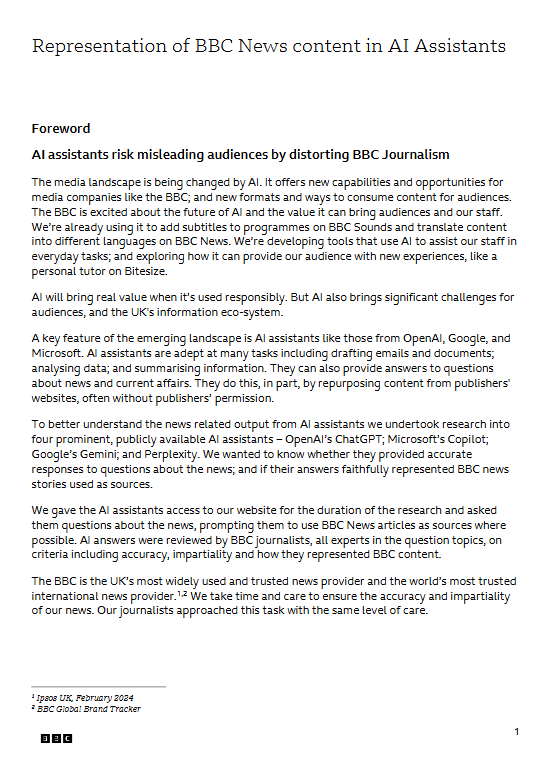 Representation of BBC News content in AI Assistants
Foreword
AI assistants risk misleading audiences by distorting BBC Journalism
The media landscape is being changed by AI. It offers new capabilities and opportunities for
media companies like the BBC; and new formats and ways to consume content for audiences.
The BBC is excited about the future of AI and the value it can bring audiences and our staff.
We're already using it to add subtitles to programmes on BBC Sounds and translate content
into different languages on BBC News. We're developing tools that use AI to assist our staff in
everyday tasks; and exploring how it can provide our audience with new experiences, like a
personal tutor on Bitesize.
AI will bring real value when it's used responsibly. But AI also brings significant challenges for
audiences, and the UK's information eco-system.
A key feature of the emerging landscape is AI assistants like those from OpenAI, Google, and
Microsoft. AI assistants are adept at many tasks including drafting emails and documents;
analysing data; and summarising information. They can also provide answers to questions
about news and current affairs. They do this, in part, by repurposing content from publishers'
websites, often without publishers' permission.
To better understand the news related output from AI assistants we undertook research into
four prominent, publicly available AI assistants – OpenAI's ChatGPT; Microsoft's Copilot;
Google's Gemini; and Perplexity. We wanted to know whether they provided accurate
responses to questions about the news; and if their answers faithfully represented BBC news
stories used as sources.
We gave the AI assistants access to our website for the duration of the research and asked
them questions about the news, prompting them to use BBC News articles as sources where
possible. AI answers were reviewed by BBC journalists, all experts in the question topics, on
criteria including accuracy, impartiality and how they represented BBC content.
The BBC is the UK's most widely used and trusted news provider and the world's most trusted
international news provider.¹,² We take time and care to ensure the accuracy and impartiality
of our news. Our journalists approached this task with the same level of care.
¹ Ipsos UK, February 2024
² BBC Global Brand Tracker
BBC
1